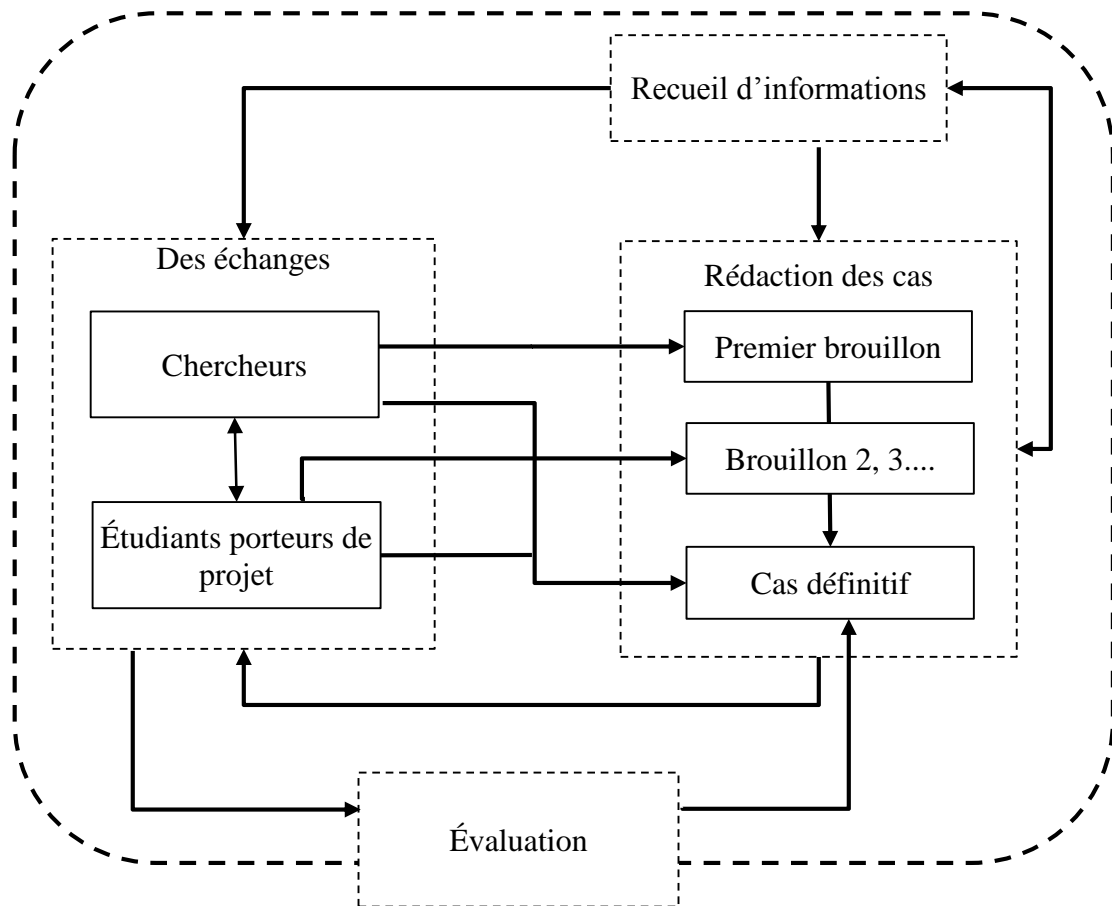 Recueil d’informations
Des échanges
Chercheurs
Étudiants porteurs de
projet
Rédaction des cas
Premier brouillon
Brouillon 2, 3....
Cas définitif
Évaluation